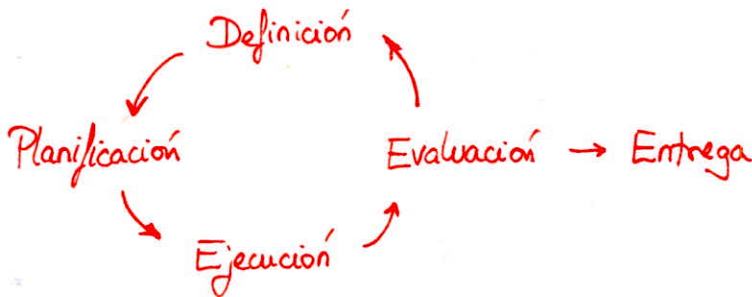 Definición
Planificación
Evaluación → Entrega
Ejecución